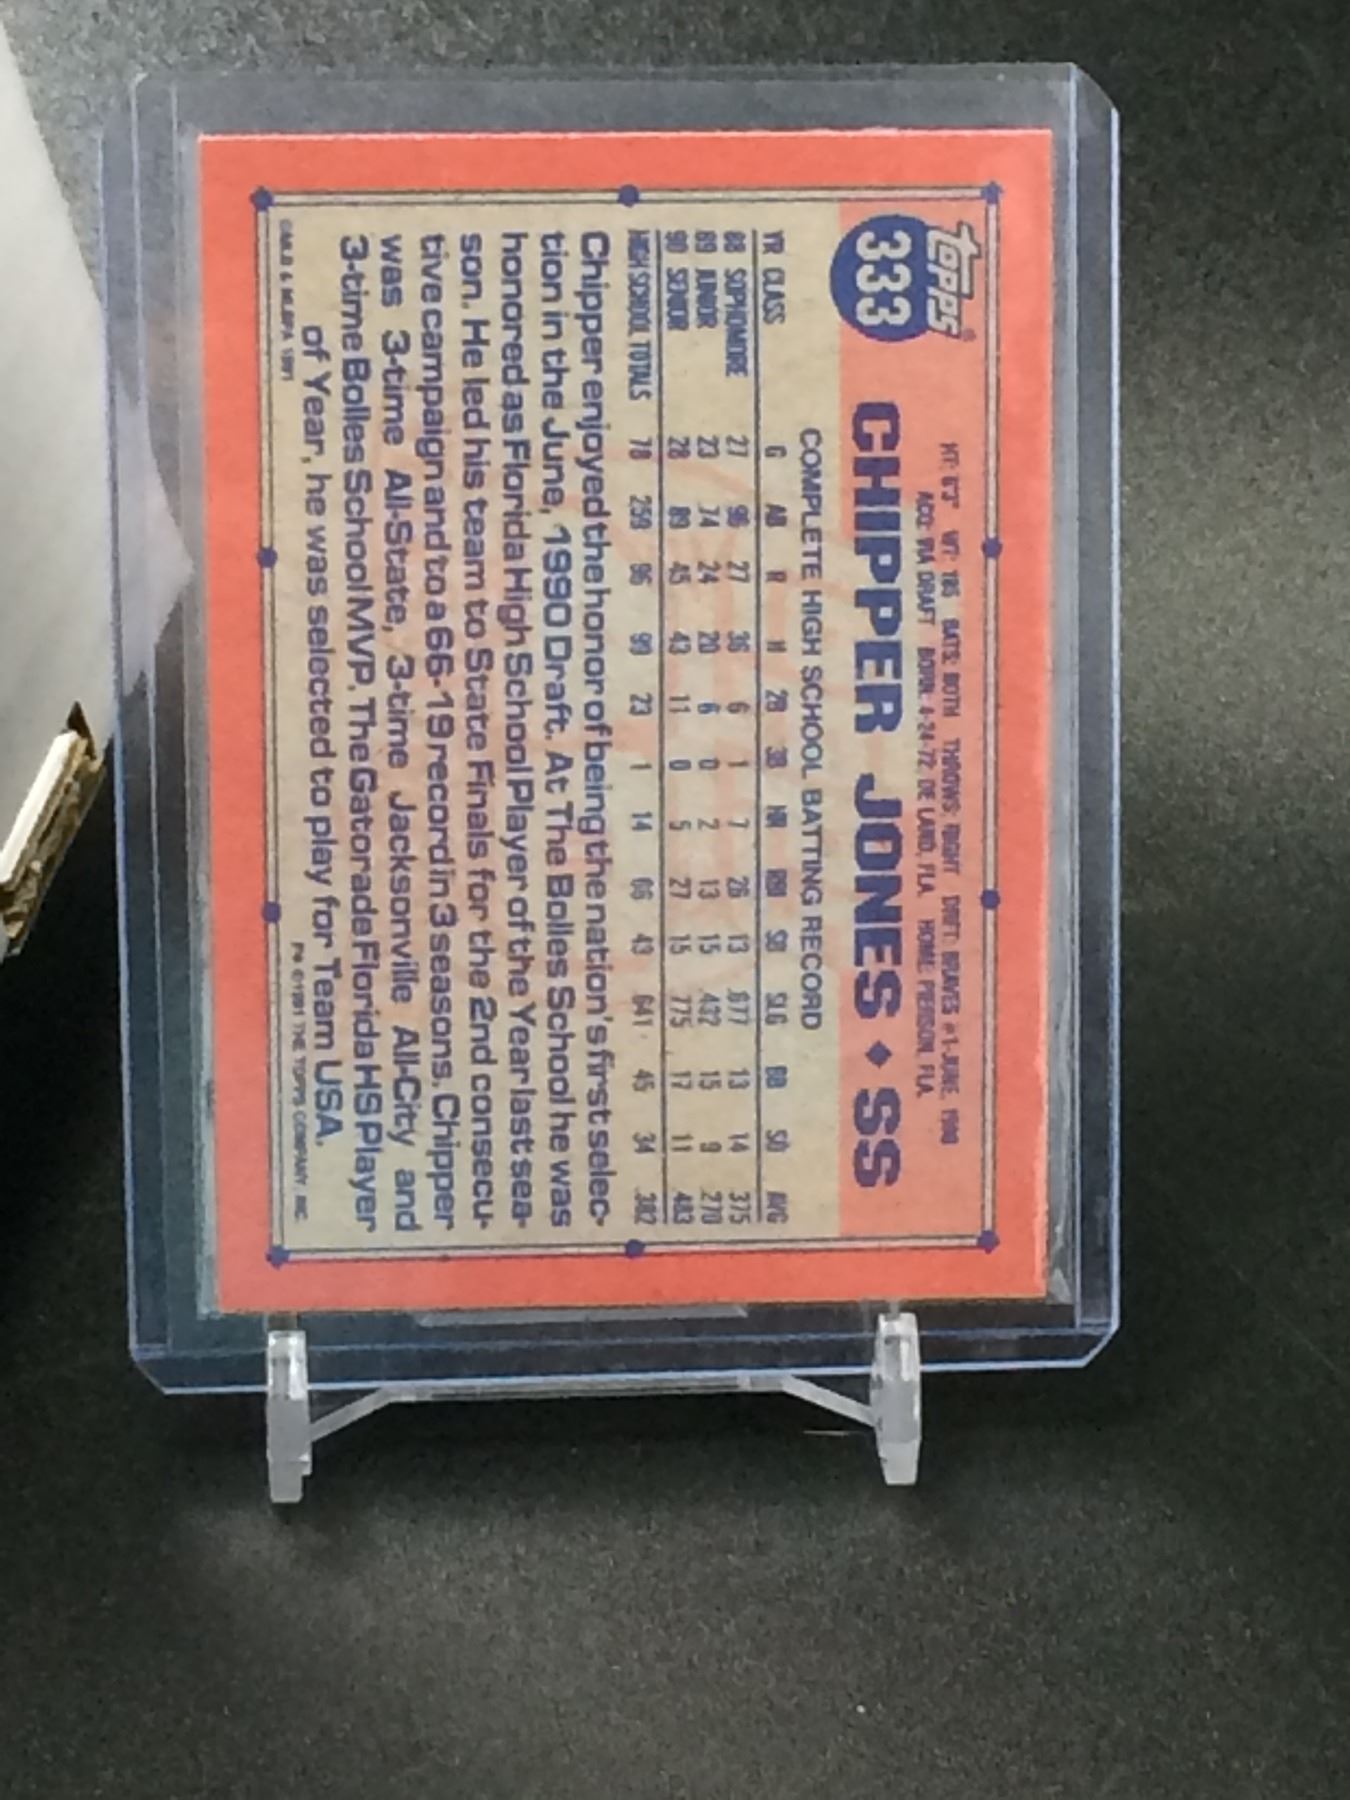 topps®
333
HT: 6'3" WT: 185 BATS: BOTH THROWS: RIGHT DRFT: BRAVES #1-JUNE, 1990
ACQ: VIA DRAFT BORN: 4-24-72, DE LAND, FLA. HOME: PIERSON, FLA.
CHIPPER JONES ◆ SS
COMPLETE HIGH SCHOOL BATTING RECORD
YR CLASS G AB R H 2B 3B HR RBI SB SLG BB SO AVG
88 SOPHOMORE 27 96 27 36 6 1 7 26 13 .677 13 14 .375
89 JUNIOR 23 74 24 20 6 0 2 13 15 .432 15 9 .270
90 SENIOR 28 89 45 43 11 0 5 27 15 .775 17 11 .483
HIGH SCHOOL TOTALS 78 259 96 99 23 1 14 66 43 .641 45 34 .382
Chipper enjoyed the honor of being the nation's first selec-
tion in the June, 1990 Draft. At The Bolles School he was
honored as Florida High School Player of the Year last sea-
son. He led his team to State Finals for the 2nd consecu-
tive campaign and to a 66-19 record in 3 seasons. Chipper
was 3-time All-State, 3-time Jacksonville All-City and
3-time Bolles School MVP. The Gatorade Florida HS Player
of Year, he was selected to play for Team USA.
©MLB & MLBPA 1991
©1991 THE TOPPS COMPANY, INC.